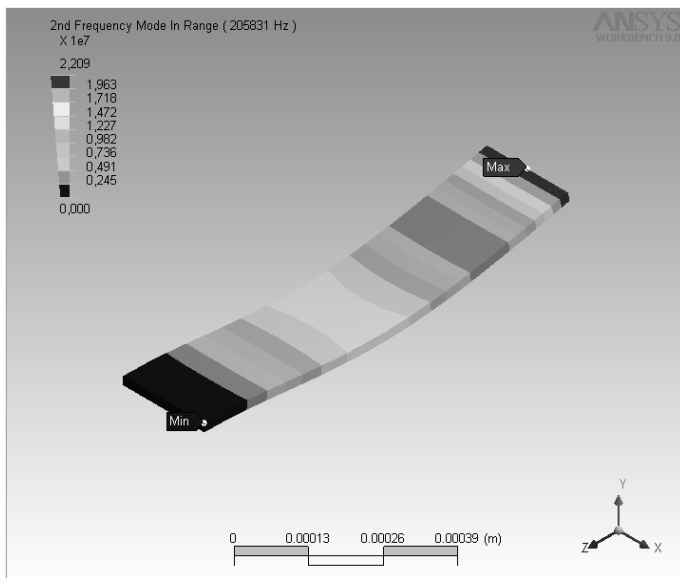 2nd Frequency Mode In Range ( 205831 Hz )
X 1e7
2,209
1,963
1,718
1,472
1,227
0,982
0,736
0,491
0,245
0,000
ANSYS
WORKBENCH 9.0
Max
Min
0
0.00013
0.00026
0.00039 (m)
Y
Z
X